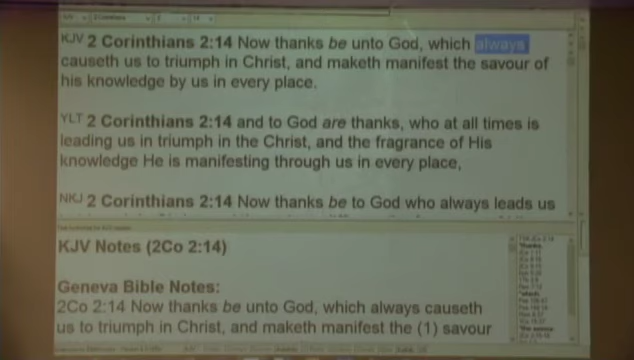 KJV 2 Corinthians 2:14 Now thanks be unto God, which always
causeth us to triumph in Christ, and maketh manifest the savour of
his knowledge by us in every place.
YLT 2 Corinthians 2:14 and to God are thanks, who at all times is
leading us in triumph in the Christ, and the fragrance of His
knowledge He is manifesting through us in every place,
NKJ 2 Corinthians 2:14 Now thanks be to God who always leads us
KJV Notes (2Co 2:14)
Geneva Bible Notes:
2Co 2:14 Now thanks be unto God, which always causeth
us to triumph in Christ, and maketh manifest the (1) savour